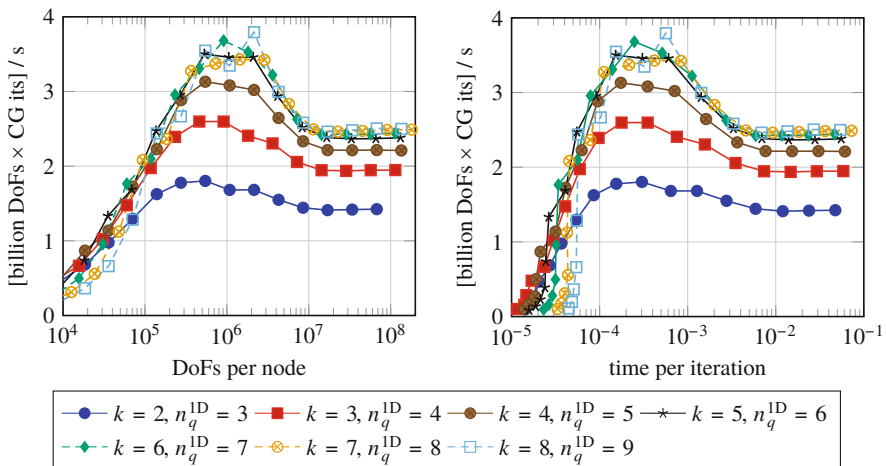 [billion DoFs × CG its] / s
4
3
2
1
0
10^4 10^5 10^6 10^7 10^8
DoFs per node
[billion DoFs × CG its] / s
4
3
2
1
0
10^−5 10^−4 10^−3 10^−2 10^−1
time per iteration
k = 2, n_q^1D = 3 k = 3, n_q^1D = 4 k = 4, n_q^1D = 5 k = 5, n_q^1D = 6
k = 6, n_q^1D = 7 k = 7, n_q^1D = 8 k = 8, n_q^1D = 9